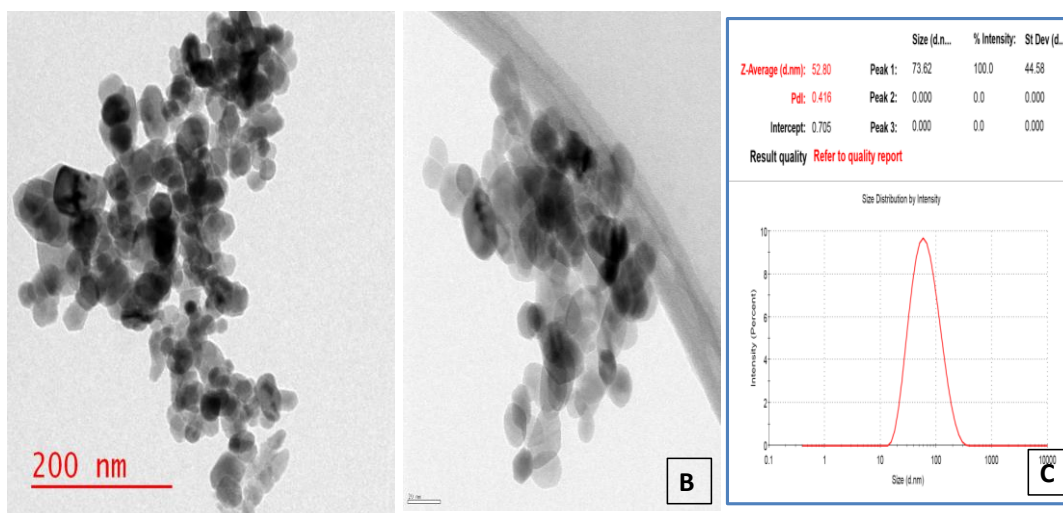 200 nm
B
Size (d.n... % Intensity: St Dev (d...
Z-Average (d.nm): 52.80 Peak 1: 73.62 100.0 44.58
PdI: 0.416 Peak 2: 0.000 0.0 0.000
Intercept: 0.705 Peak 3: 0.000 0.0 0.000
Result quality Refer to quality report
Size Distribution by Intensity
Intensity (Percent)
10
8
6
4
2
0
0.1 1 10 100 1000 10000
Size (d.nm)
C